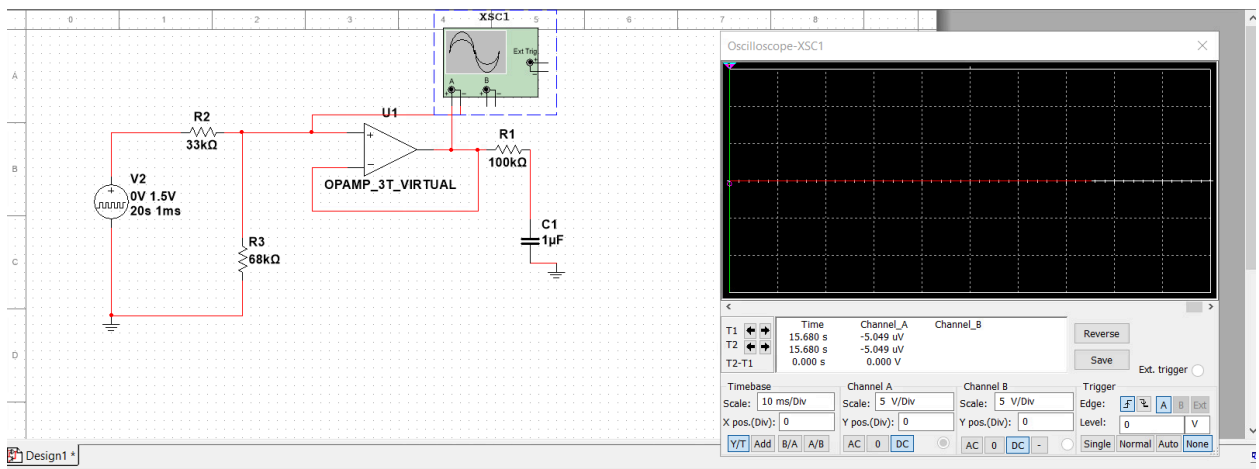 0 1 2 3 4 5 6 7 8
A
B
C
D
XSC1
Ext Trig
+
-
A B
+ - + -
U1
R2
33kΩ
+
-
OPAMP_3T_VIRTUAL
R1
100kΩ
V2
0V 1.5V
20s 1ms
R3
68kΩ
C1
1µF
Design1 *
Oscilloscope-XSC1
Time Channel_A Channel_B
T1 15.680 s -5.049 uV
T2 15.680 s -5.049 uV
T2-T1 0.000 s 0.000 V
Reverse
Save
Ext. trigger
Timebase
Scale: 10 ms/Div
X pos.(Div): 0
Y/T Add B/A A/B
Channel A
Scale: 5 V/Div
Y pos.(Div): 0
AC 0 DC
Channel B
Scale: 5 V/Div
Y pos.(Div): 0
AC 0 DC -
Trigger
Edge: A B Ext
Level: 0 V
Single Normal Auto None